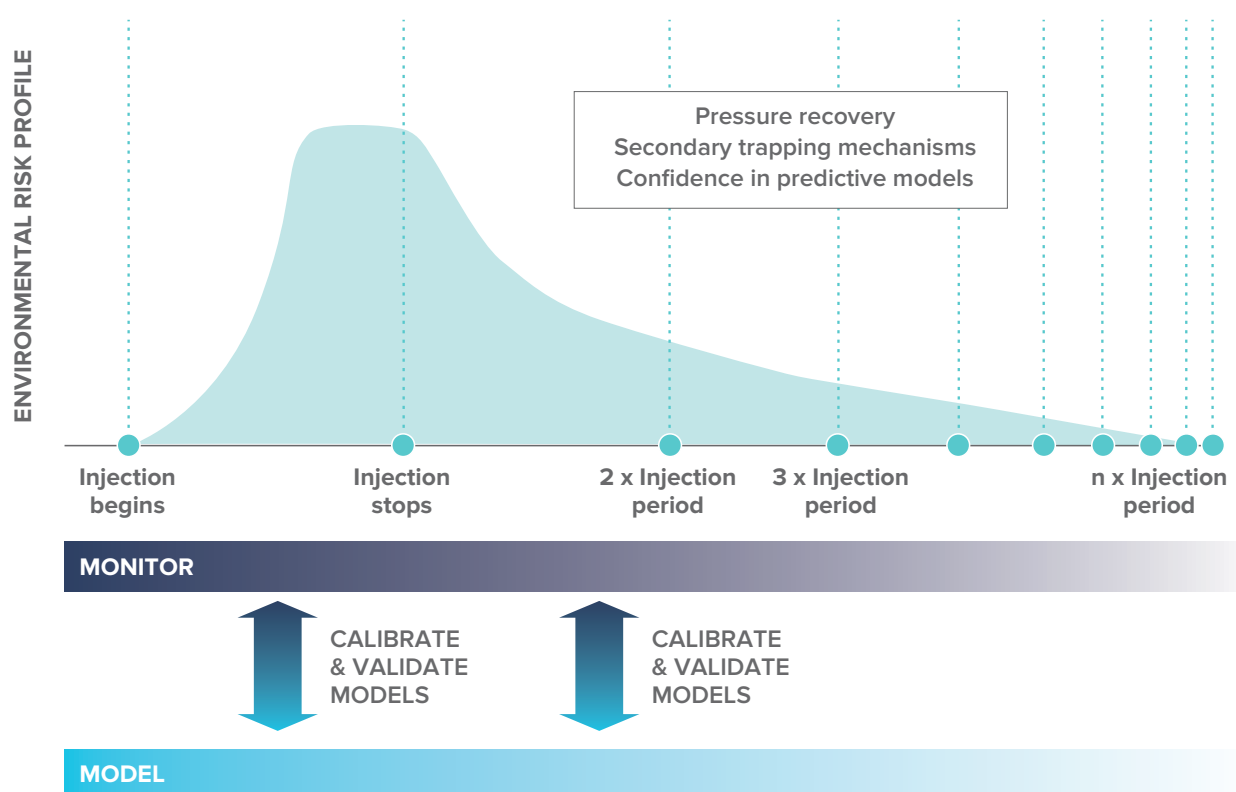 ENVIRONMENTAL RISK PROFILE
Pressure recovery
Secondary trapping mechanisms
Confidence in predictive models
Injection
begins
Injection
stops
2 x Injection
period
3 x Injection
period
n x Injection
period
MONITOR
CALIBRATE
& VALIDATE
MODELS
CALIBRATE
& VALIDATE
MODELS
MODEL